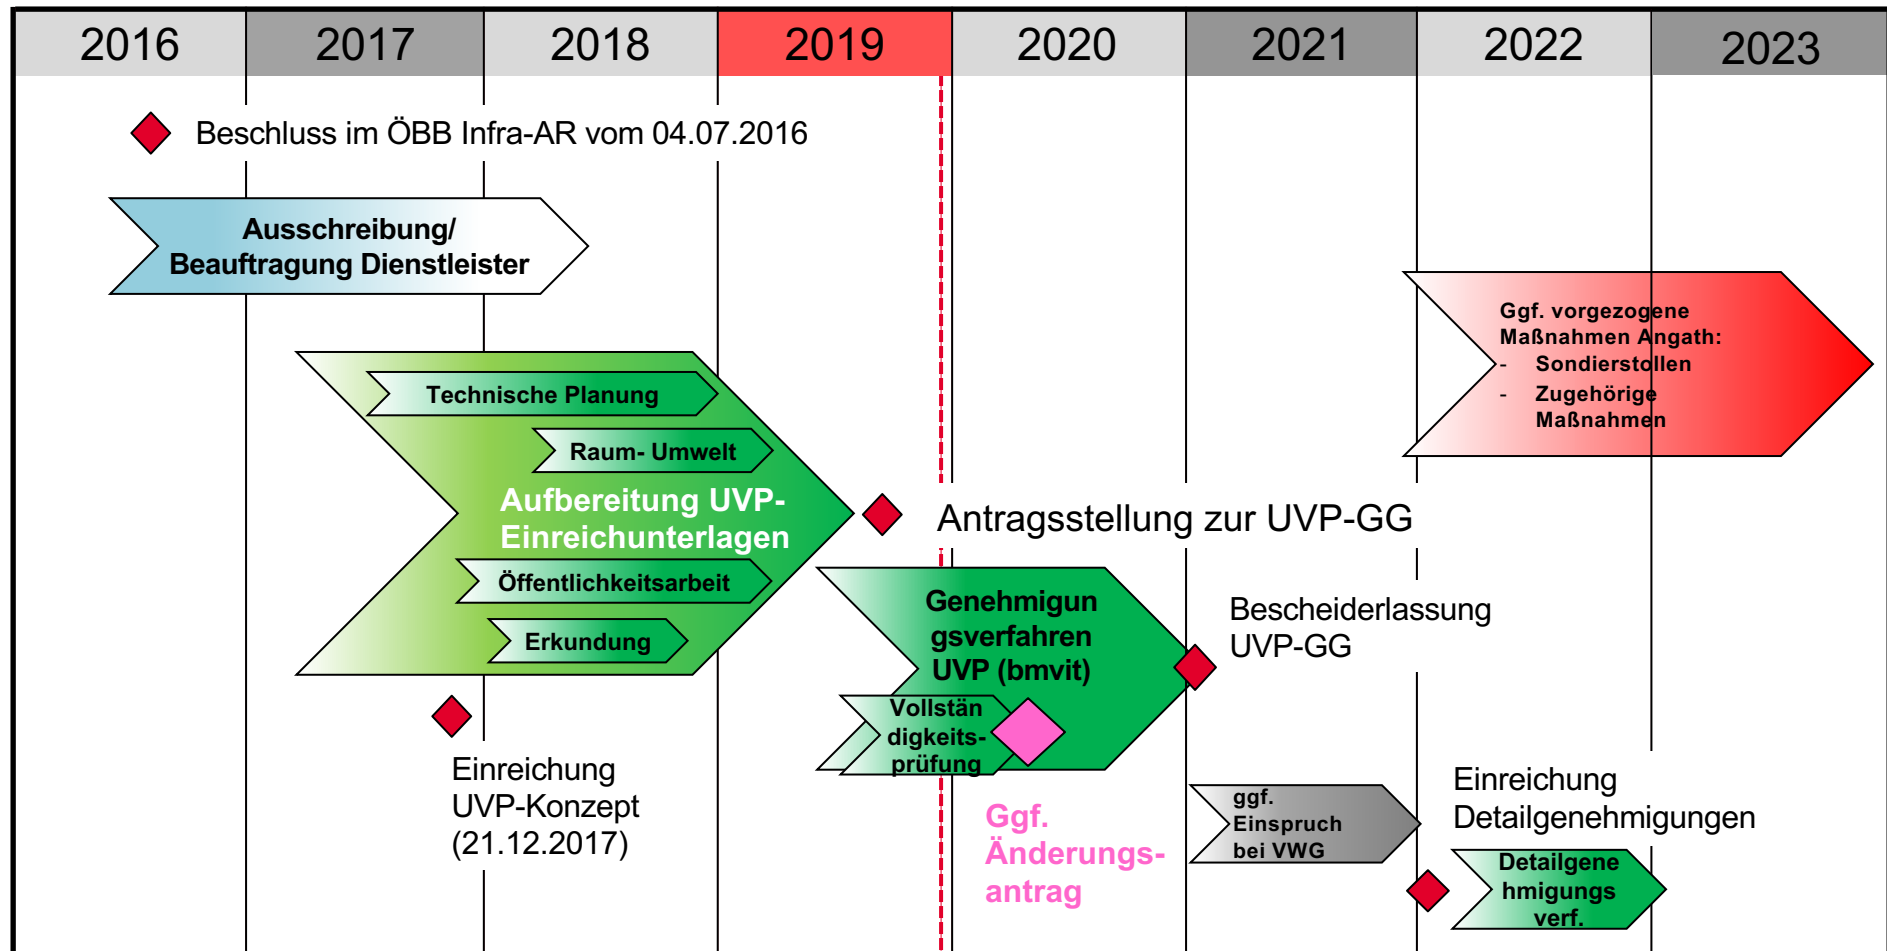 2016 2017 2018 2019 2020 2021 2022 2023
Beschluss im ÖBB Infra-AR vom 04.07.2016
Ausschreibung/
Beauftragung Dienstleister
Ggf. vorgezogene
Maßnahmen Angath:
- Sondierstollen
- Zugehörige
Maßnahmen
Technische Planung
Raum- Umwelt
Aufbereitung UVP-
Einreichunterlagen
Öffentlichkeitsarbeit
Erkundung
Antragsstellung zur UVP-GG
Genehmigun
gsverfahren
UVP (bmvit)
Vollstän
digkeits-
prüfung
Bescheiderlassung
UVP-GG
Einreichung
UVP-Konzept
(21.12.2017)
Ggf.
Änderungs-
antrag
ggf.
Einspruch
bei VWG
Einreichung
Detailgenehmigungen
Detailgene
hmigungs
verf.